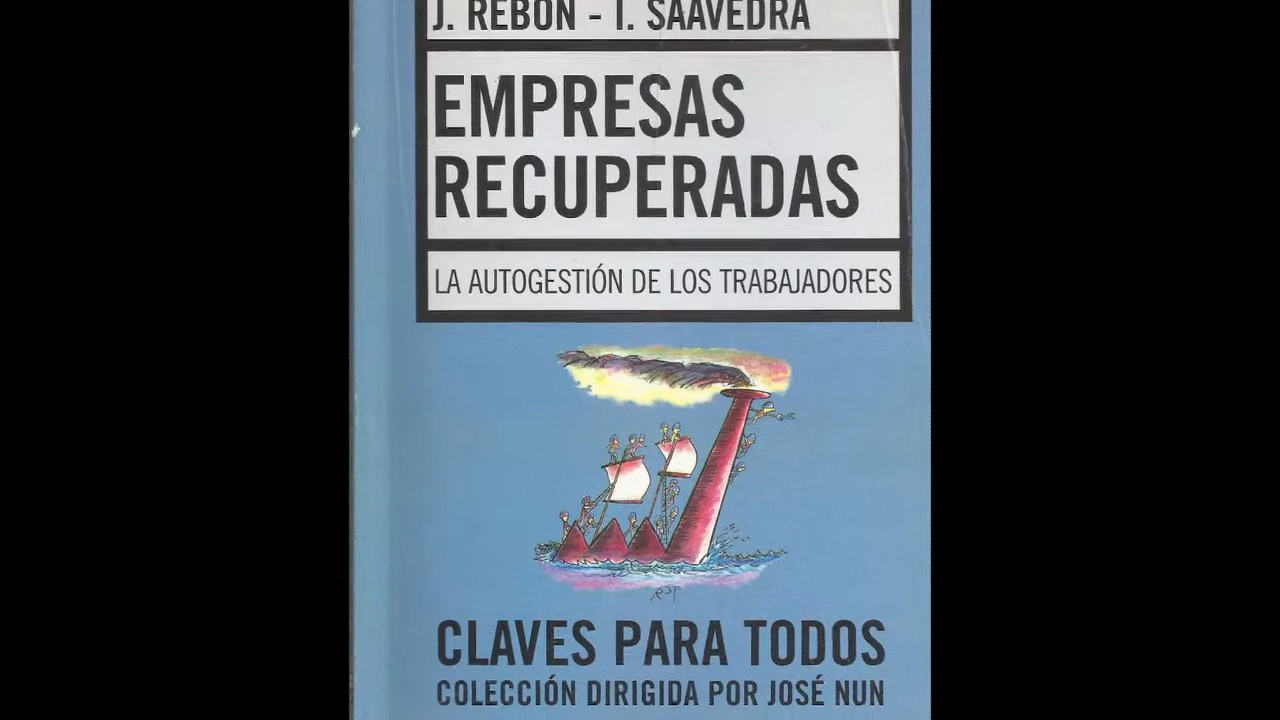 J. REBÓN - I. SAAVEDRA
EMPRESAS
RECUPERADAS
LA AUTOGESTIÓN DE LOS TRABAJADORES
CLAVES PARA TODOS
COLECCIÓN DIRIGIDA POR JOSÉ NUN